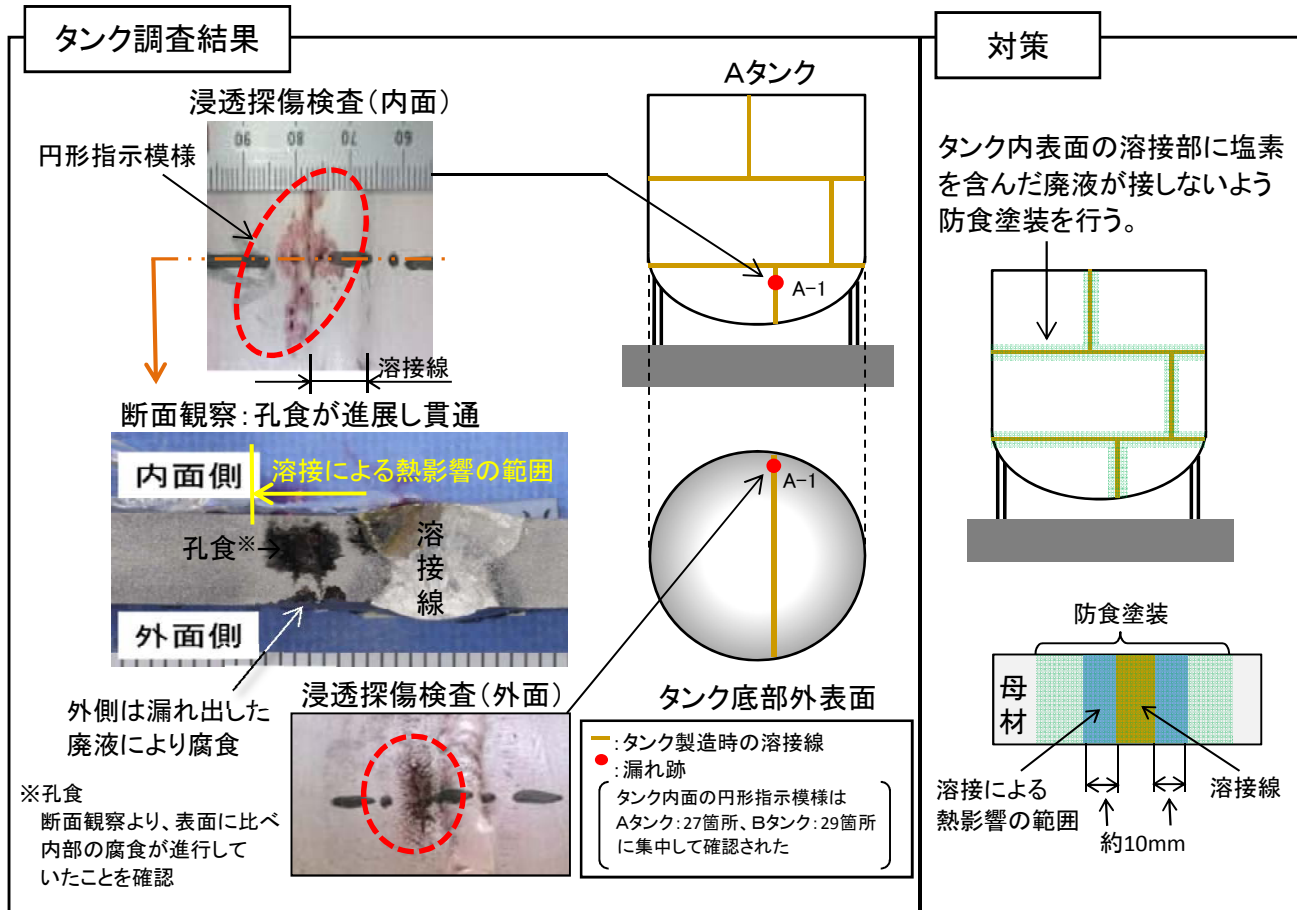 タンク調査結果
浸透探傷検査（内面）
円形指示模様
90
80
70
60
溶接線
断面観察：孔食が進展し貫通
内面側
溶接による熱影響の範囲
孔食※
溶接線
外面側
外側は漏れ出した
廃液により腐食
※孔食
断面観察より、表面に比べ
内部の腐食が進行して
いたことを確認
浸透探傷検査（外面）
Aタンク
A-1
A-1
タンク底部外表面
：タンク製造時の溶接線
：漏れ跡
タンク内面の円形指示模様は
Aタンク：27箇所、Bタンク：29箇所
に集中して確認された
対策
タンク内表面の溶接部に塩素
を含んだ廃液が接しないよう
防食塗装を行う。
防食塗装
母材
溶接による
熱影響の範囲
溶接線
約10mm